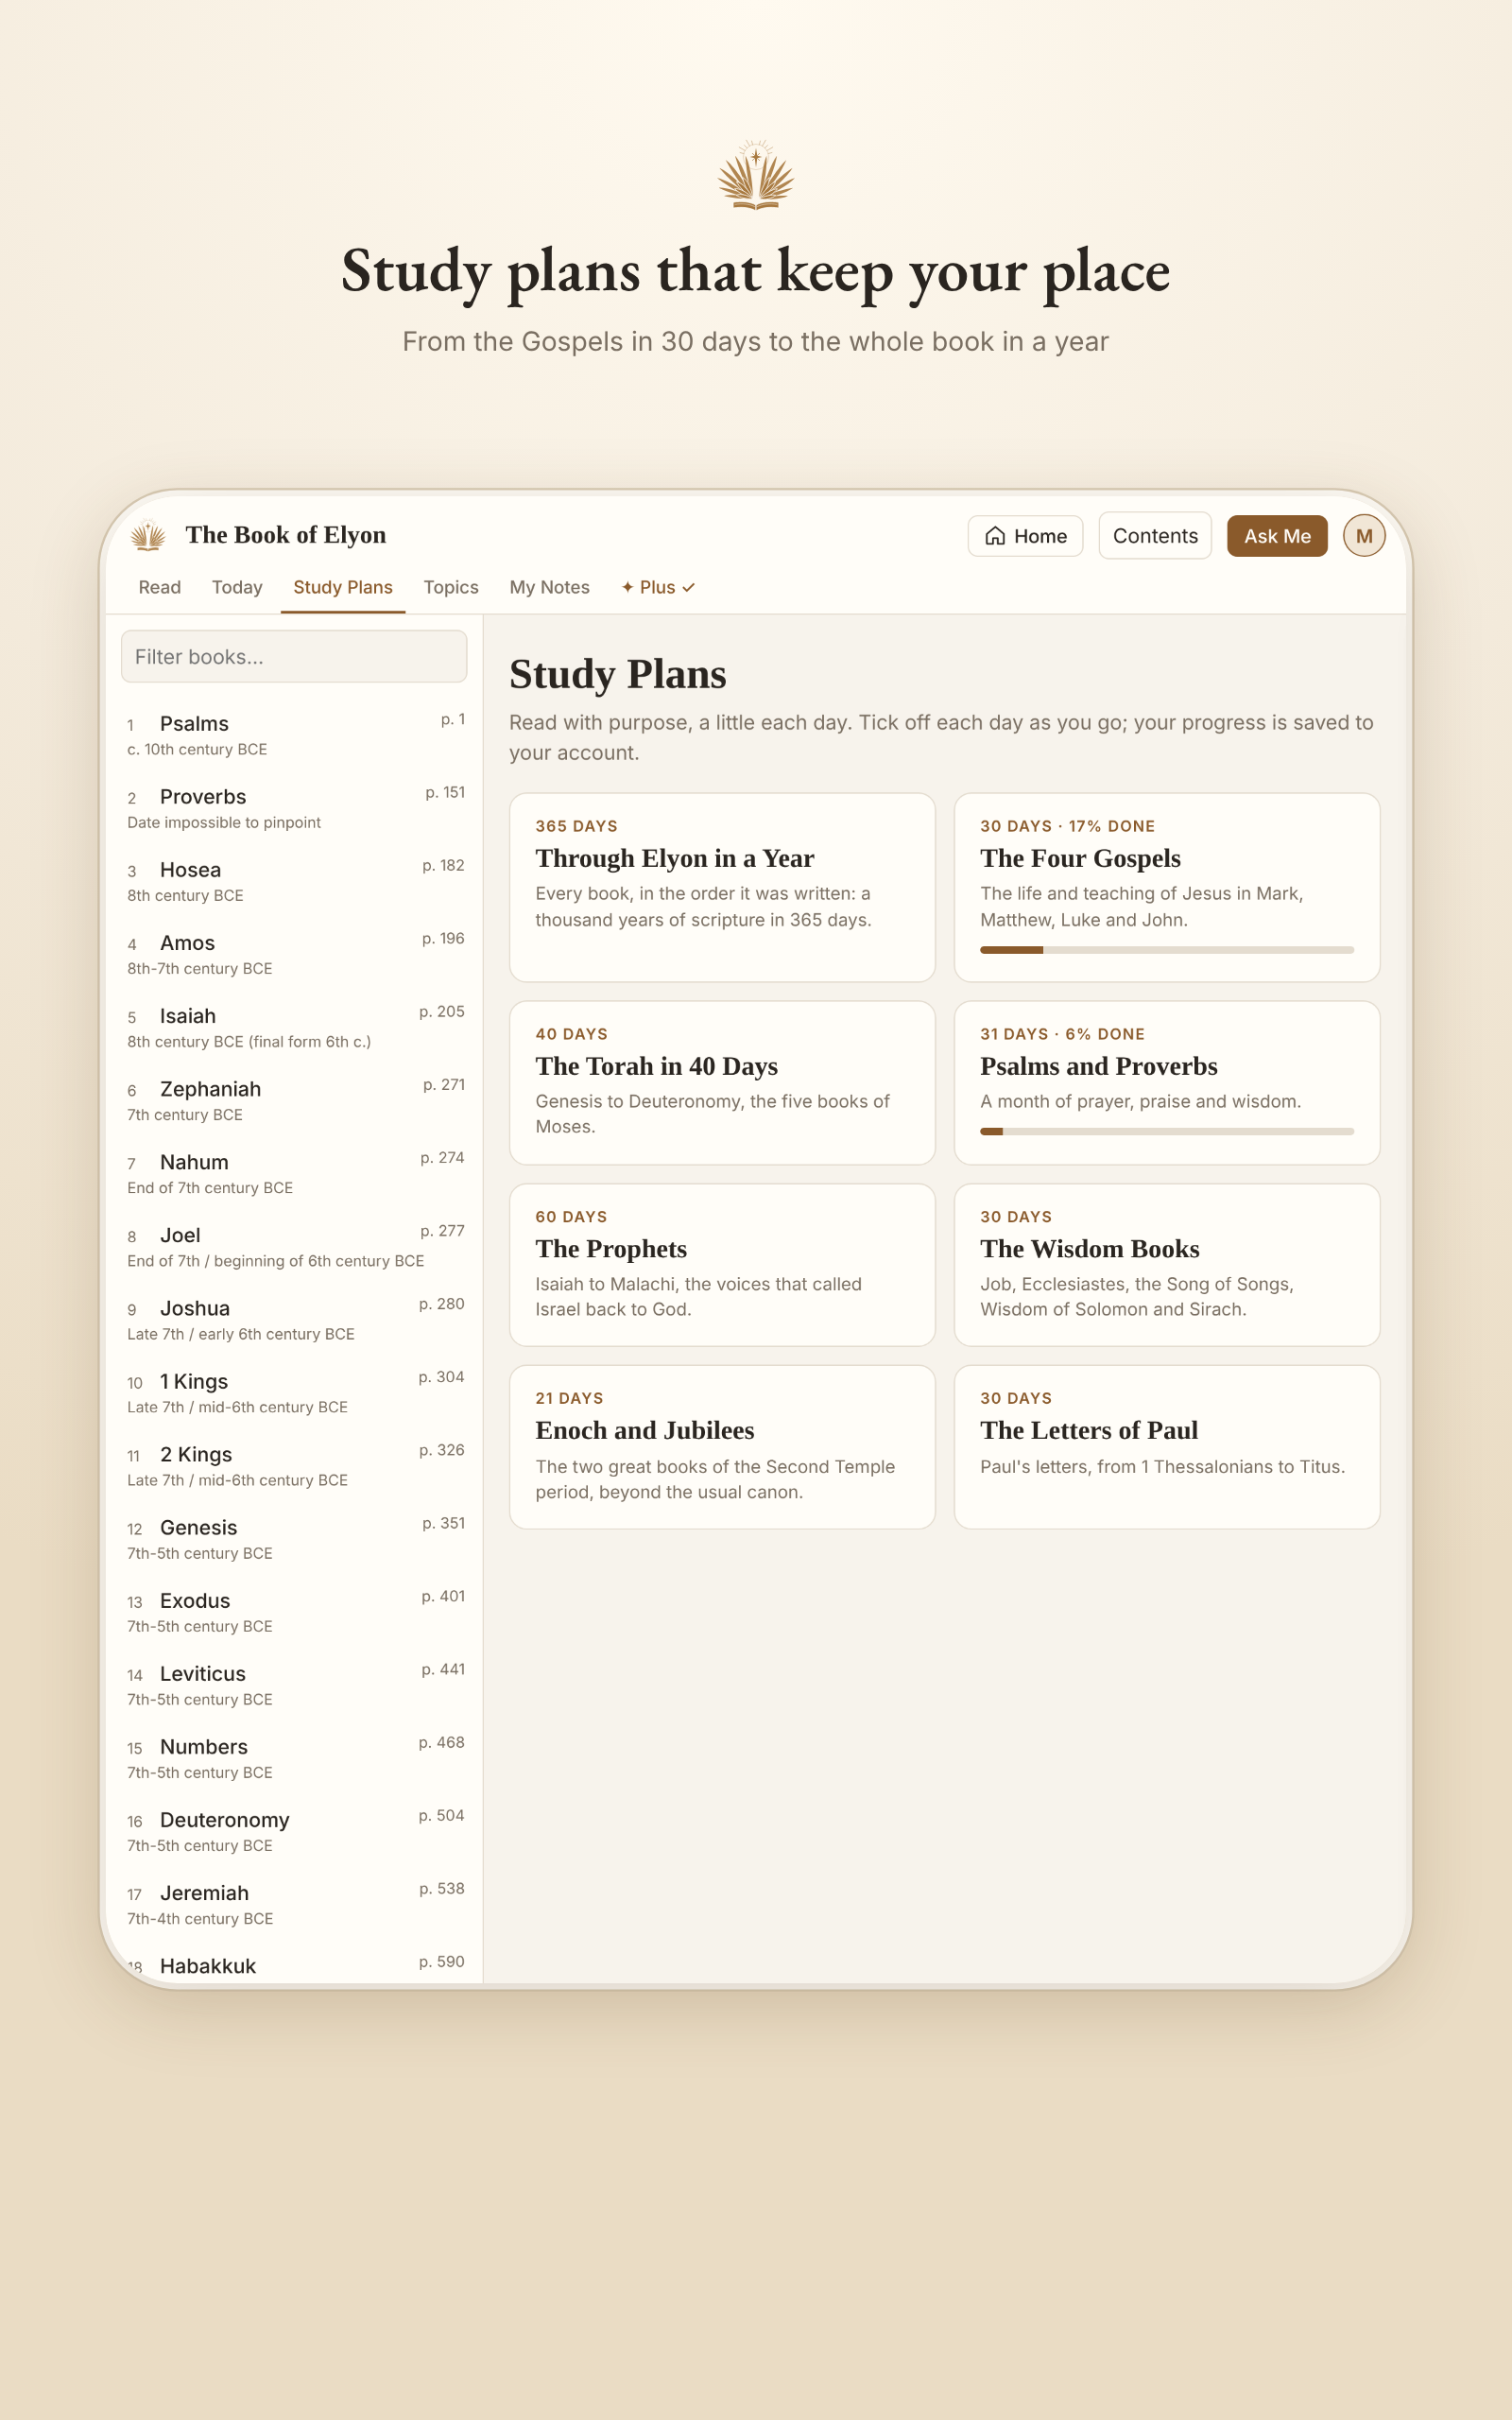 Study plans that keep your place
From the Gospels in 30 days to the whole book in a year
The Book of Elyon
Home
Contents
Ask Me
M
Read
Today
Study Plans
Topics
My Notes
✦ Plus ✓
Filter books...
1 Psalms p. 1
c. 10th century BCE
2 Proverbs p. 151
Date impossible to pinpoint
3 Hosea p. 182
8th century BCE
4 Amos p. 196
8th-7th century BCE
5 Isaiah p. 205
8th century BCE (final form 6th c.)
6 Zephaniah p. 271
7th century BCE
7 Nahum p. 274
End of 7th century BCE
8 Joel p. 277
End of 7th / beginning of 6th century BCE
9 Joshua p. 280
Late 7th / early 6th century BCE
10 1 Kings p. 304
Late 7th / mid-6th century BCE
11 2 Kings p. 326
Late 7th / mid-6th century BCE
12 Genesis p. 351
7th-5th century BCE
13 Exodus p. 401
7th-5th century BCE
14 Leviticus p. 441
7th-5th century BCE
15 Numbers p. 468
7th-5th century BCE
16 Deuteronomy p. 504
7th-5th century BCE
17 Jeremiah p. 538
7th-4th century BCE
18 Habakkuk p. 590
Study Plans
Read with purpose, a little each day. Tick off each day as you go; your progress is saved to
your account.
365 DAYS
Through Elyon in a Year
Every book, in the order it was written: a
thousand years of scripture in 365 days.
30 DAYS · 17% DONE
The Four Gospels
The life and teaching of Jesus in Mark,
Matthew, Luke and John.
40 DAYS
The Torah in 40 Days
Genesis to Deuteronomy, the five books of
Moses.
31 DAYS · 6% DONE
Psalms and Proverbs
A month of prayer, praise and wisdom.
60 DAYS
The Prophets
Isaiah to Malachi, the voices that called
Israel back to God.
30 DAYS
The Wisdom Books
Job, Ecclesiastes, the Song of Songs,
Wisdom of Solomon and Sirach.
21 DAYS
Enoch and Jubilees
The two great books of the Second Temple
period, beyond the usual canon.
30 DAYS
The Letters of Paul
Paul's letters, from 1 Thessalonians to Titus.